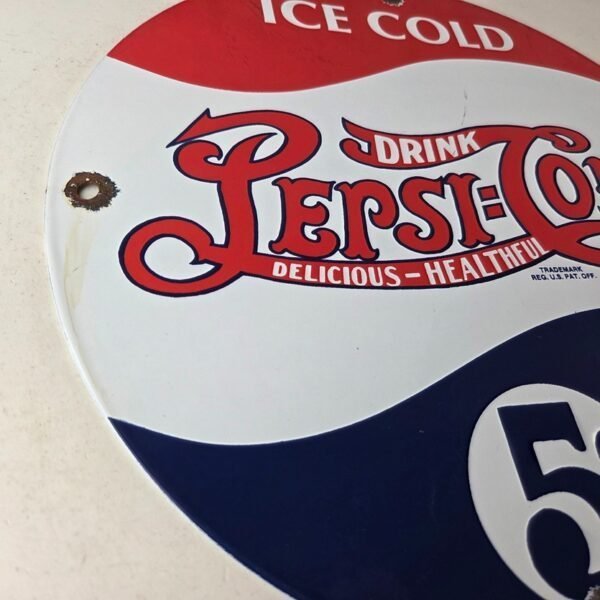 ICE COLD
DRINK
PEPSI=CO
DELICIOUS - HEALTHFUL
TRADEMARK
REG. U.S. PAT. OFF.
5¢